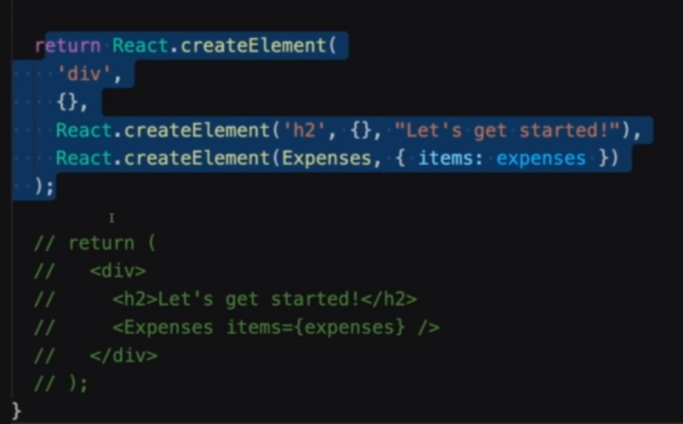 return React.createElement(
'div',
{},
React.createElement('h2', {}, "Let's get started!"),
React.createElement(Expenses, { items: expenses })
);
// return (
//   <div>
//     <h2>Let's get started!</h2>
//     <Expenses items={expenses} />
//   </div>
// );
}